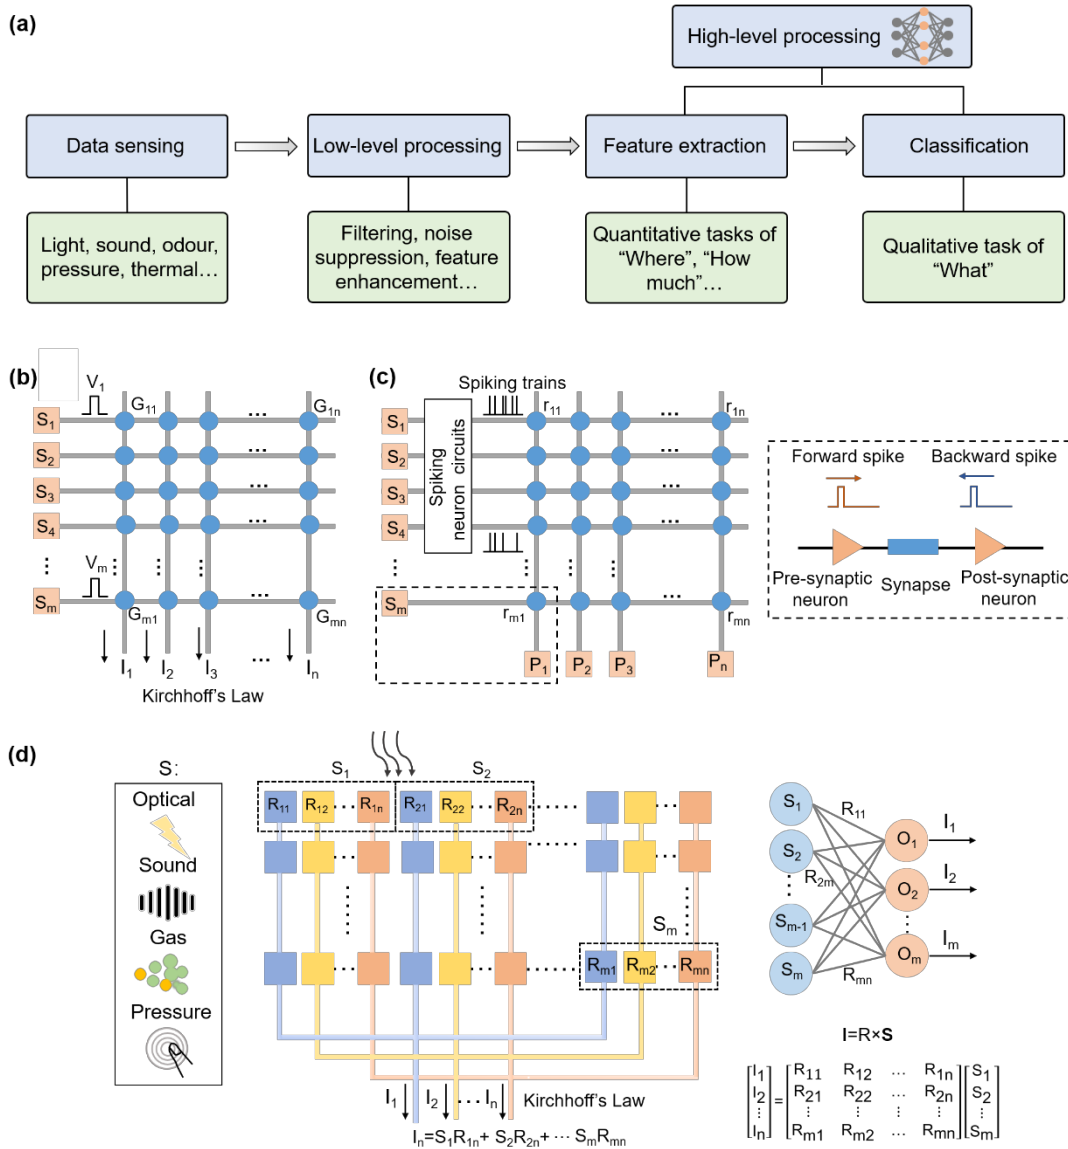 (a)
High-level processing
Data sensing
Low-level processing
Feature extraction
Classification
Light, sound, odour,
pressure, thermal…
Filtering, noise
suppression, feature
enhancement…
Quantitative tasks of
“Where”, “How
much”…
Qualitative task of
“What”
(b)
V1
G11
G1n
S1
S2
S3
S4
Vm
Sm
Gm1
Gmn
I1 I2 I3 … In
Kirchhoff’s Law
(c)
Spiking trains
r11
r1n
S1
S2
S3
S4
Sm
Spiking
neuron circuits
rm1
rmn
P1 P2 P3 Pn
Forward spike
Backward spike
Pre-synaptic
neuron
Synapse
Post-synaptic
neuron
(d)
S:
Optical
Sound
Gas
Pressure
S1
S2
R11 R12 R1n R21 R22 R2n
Sm
Rm1 Rm2 Rmn
I1 I2 … In
Kirchhoff’s Law
In=S1R1n+ S2R2n+ ··· SmRmn
S1
S2
Sm-1
Sm
R11
R2m
Rmn
O1
O2
Om
I1
I2
Im
I=R×S
[I1] = [R11 R12 … R1n] [S1]
[I2] [R21 R22 … R2n] [S2]
[⋮] [⋮ ⋮ ⋮ ⋮] [⋮]
[In] [Rm1 Rm2 … Rmn] [Sm]